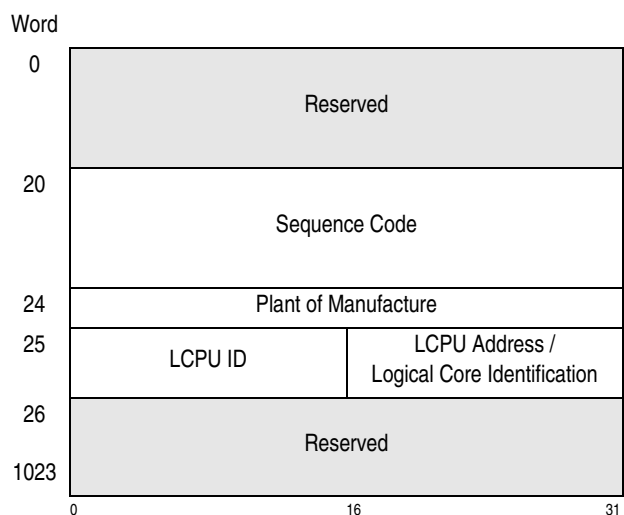 Word
0
Reserved
20
Sequence Code
24
Plant of Manufacture
25
LCPU ID
LCPU Address /
Logical Core Identification
26
Reserved
1023
0
16
31